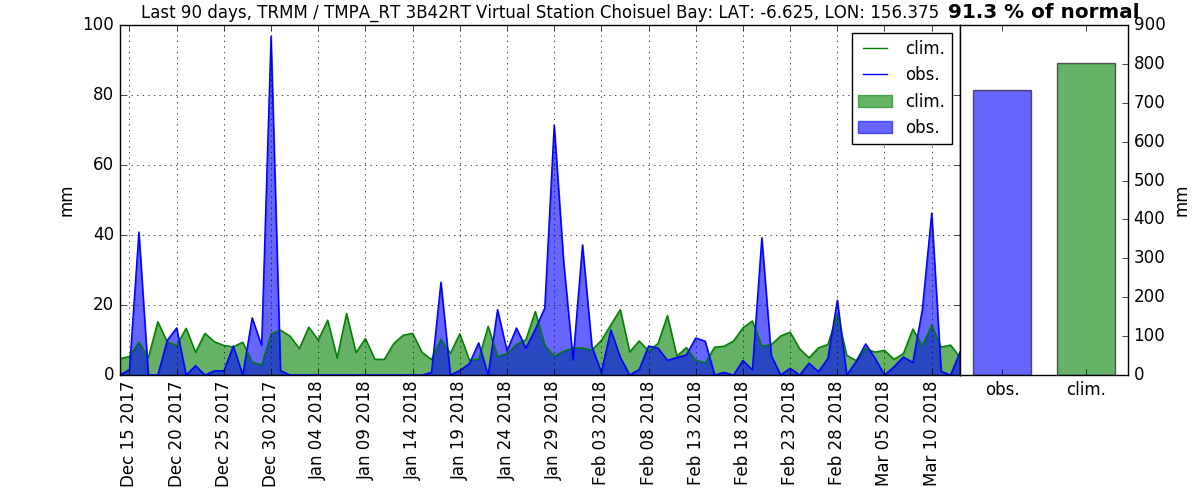 Last 90 days, TRMM / TMPA_RT 3B42RT Virtual Station Choisuel Bay: LAT: -6.625, LON: 156.375 91.3 % of normal
100
80
60
40
20
0
mm
clim.
obs.
clim.
obs.
900
800
700
600
500
400
300
200
100
0
mm
Dec 15 2017
Dec 20 2017
Dec 25 2017
Dec 30 2017
Jan 04 2018
Jan 09 2018
Jan 14 2018
Jan 19 2018
Jan 24 2018
Jan 29 2018
Feb 03 2018
Feb 08 2018
Feb 13 2018
Feb 18 2018
Feb 23 2018
Feb 28 2018
Mar 05 2018
Mar 10 2018
obs.
clim.